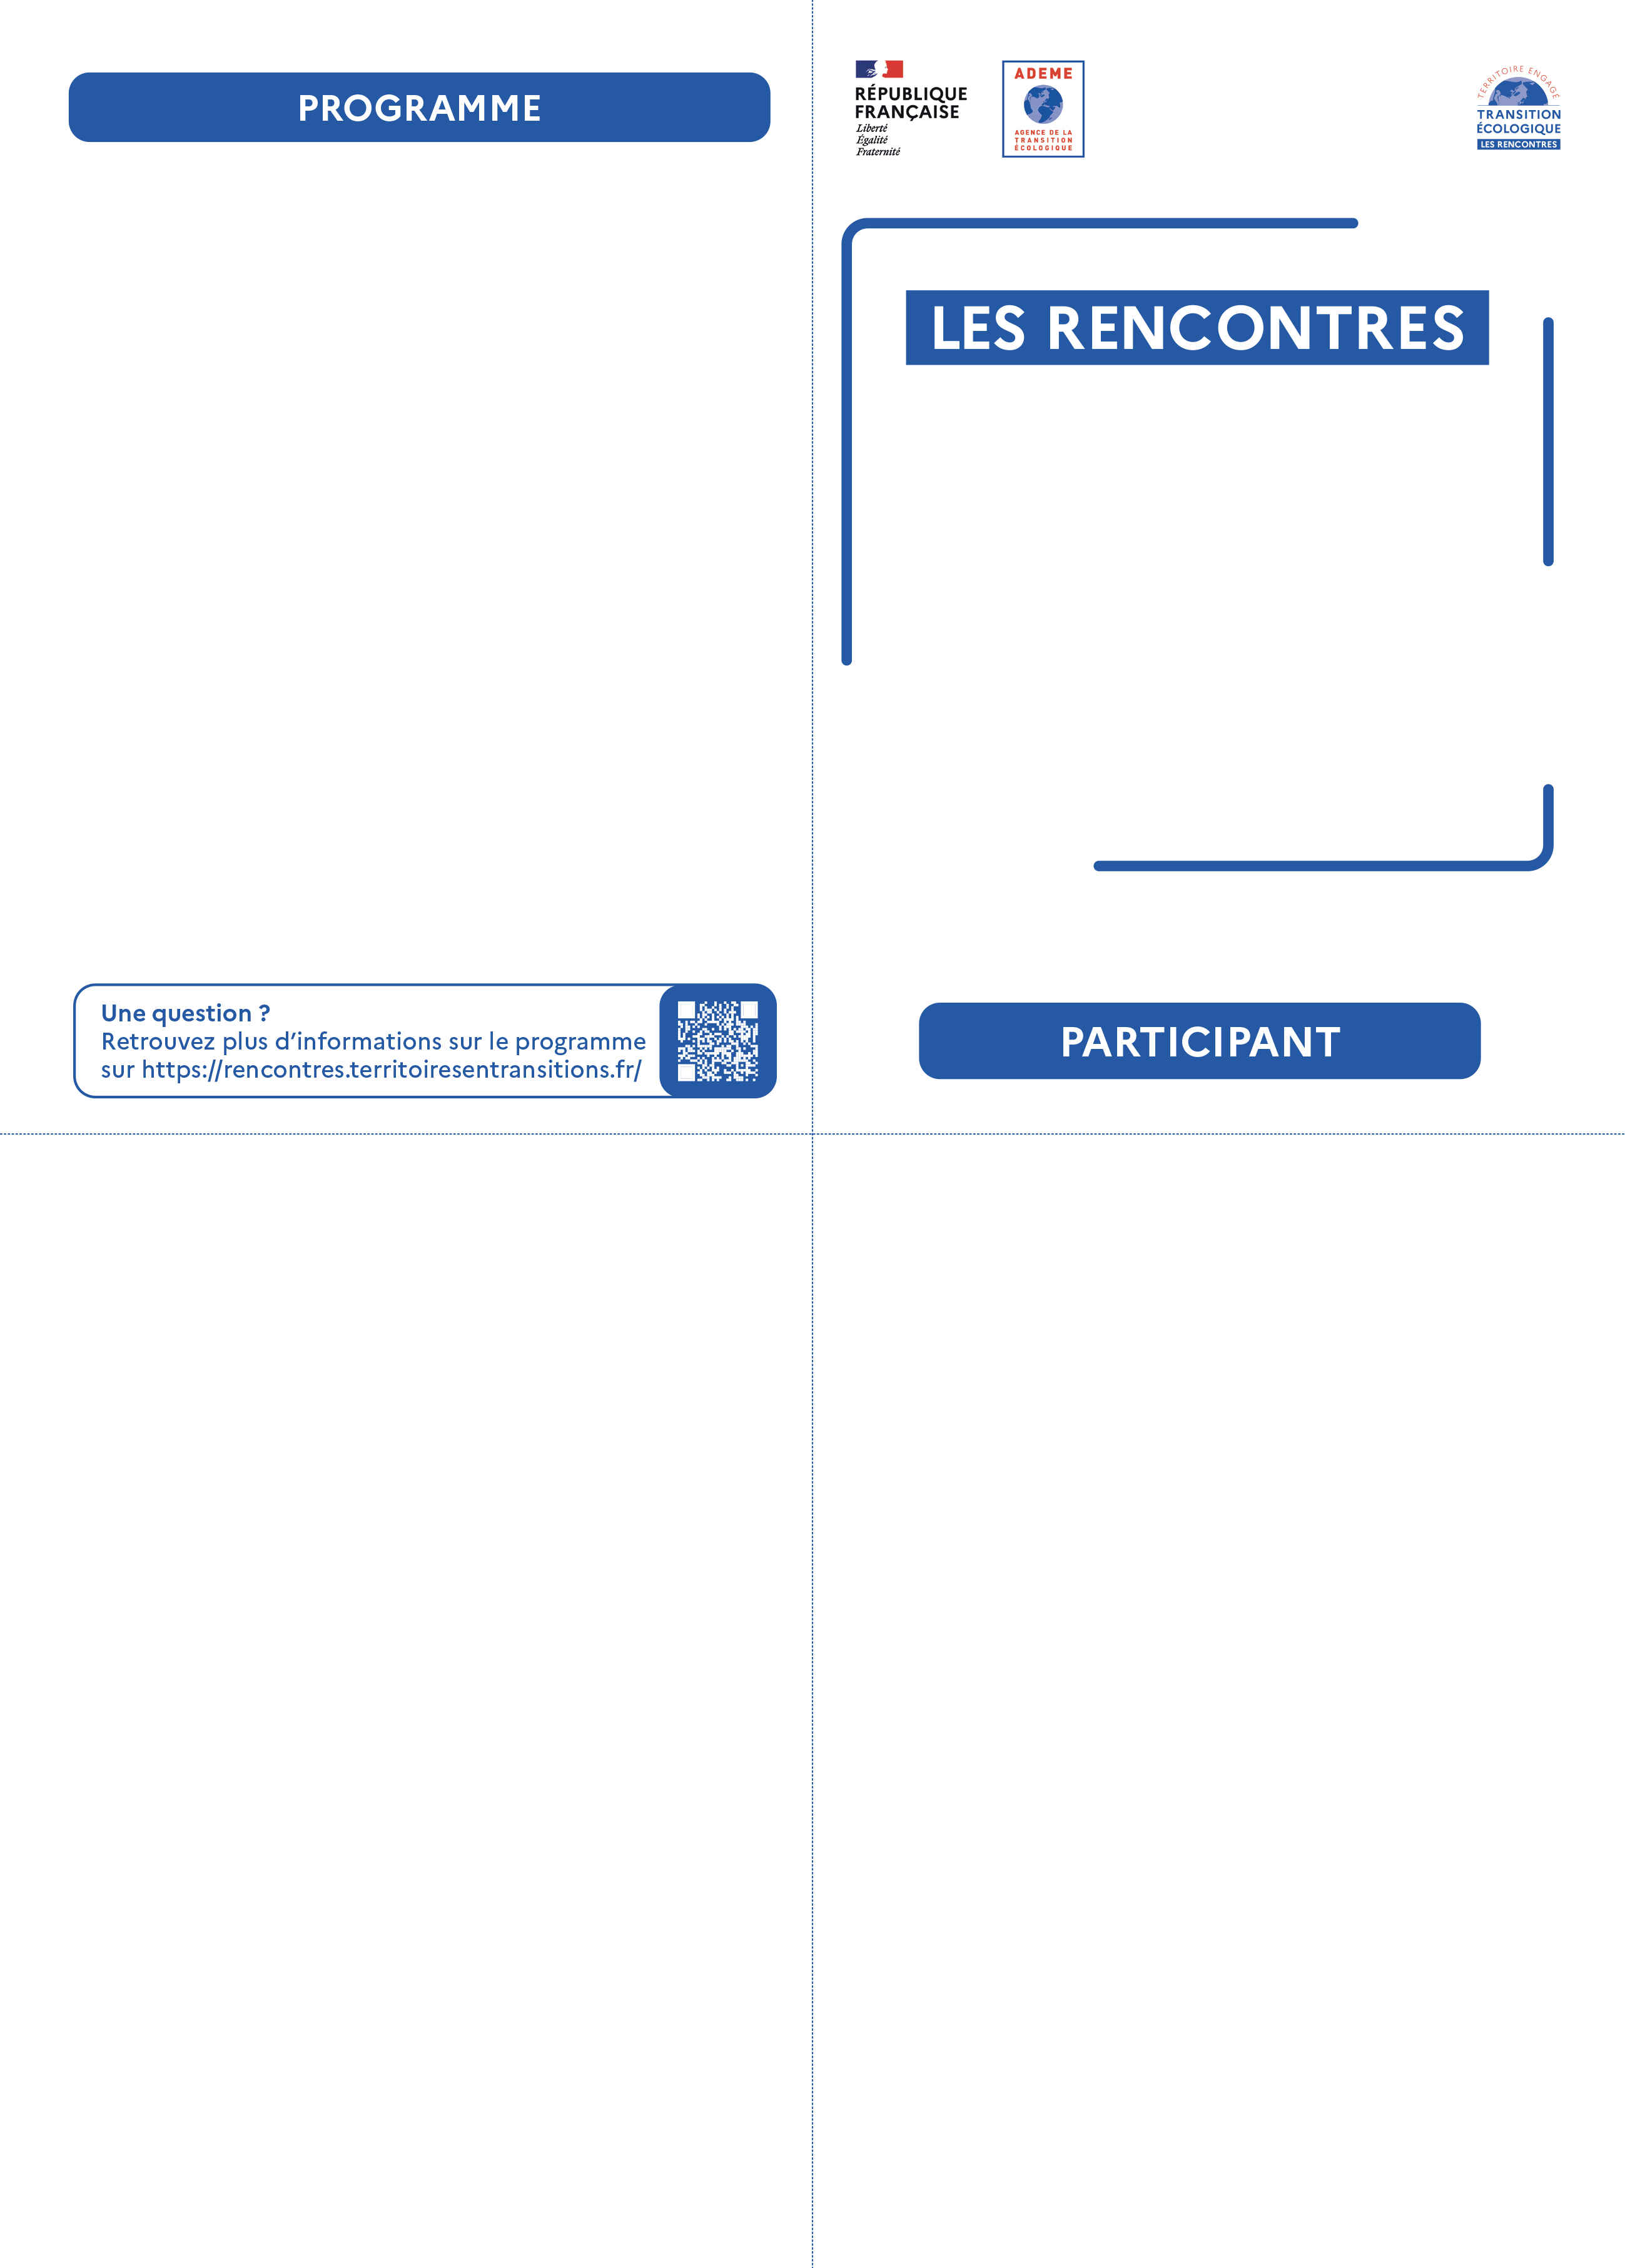 PROGRAMME
Une question ?
Retrouvez plus d’informations sur le programme
sur https://rencontres.territoiresentransitions.fr/
RÉPUBLIQUE
FRANÇAISE
Liberté
Égalité
Fraternité
ADEME
AGENCE DE LA
TRANSITION
ÉCOLOGIQUE
TERRITOIRE ENGAGÉ
TRANSITION
ÉCOLOGIQUE
LES RENCONTRES
LES RENCONTRES
PARTICIPANT